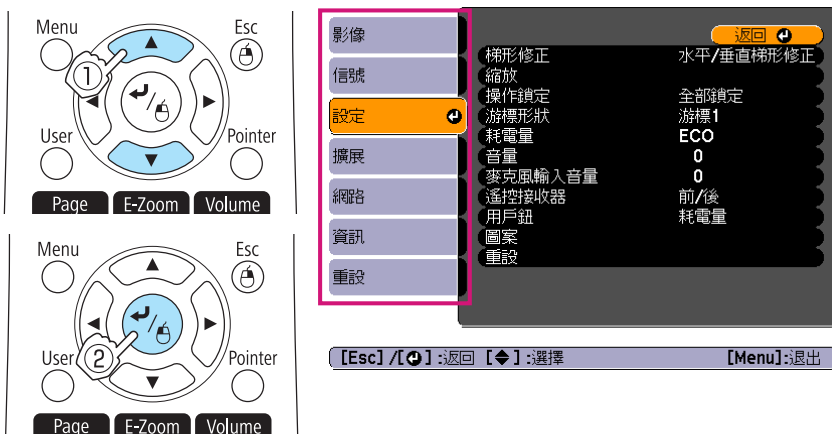 Menu
Esc
1
User
Pointer
Page
E-Zoom
Volume
Menu
Esc
User
2
Pointer
Page
E-Zoom
Volume
影像
信號
設定
擴展
網路
資訊
重設
返回
梯形修正 水平/垂直梯形修正
縮放
操作鎖定 全部鎖定
游標形狀 游標1
耗電量 ECO
音量 0
麥克風輸入音量 0
遙控接收器 前/後
用戶鈕 耗電量
圖案
重設
[Esc] /[ ] :返回 [ ] :選擇 [Menu]:退出